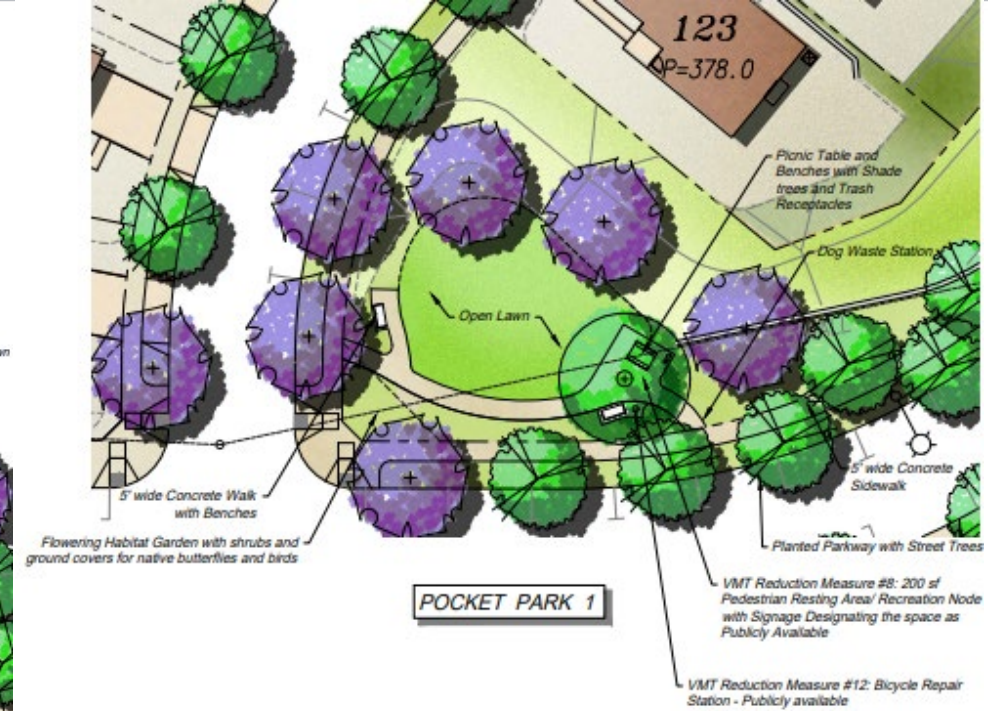 123
P=378.0
Picnic Table and
Benches with Shade
trees and Trash
Receptacles
Dog Waste Station
Open Lawn
5' wide Concrete Walk
with Benches
Flowering Habitat Garden with shrubs and
ground covers for native butterflies and birds
5' wide Concrete
Sidewalk
Planted Parkway with Street Trees
VMT Reduction Measure #8: 200 sf
Pedestrian Resting Area/ Recreation Node
with Signage Designating the space as
Publicly Available
VMT Reduction Measure #12: Bicycle Repair
Station - Publicly available
POCKET PARK 1